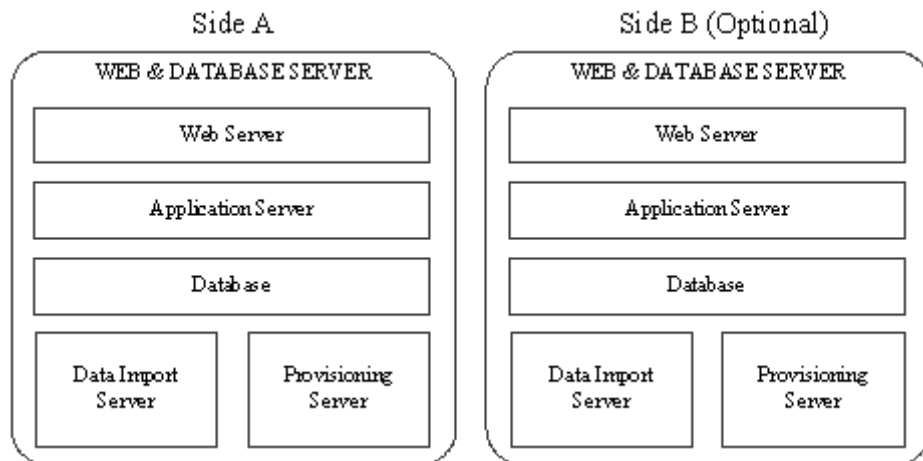 Side A
WEB & DATABASE SERVER
Web Server
Application Server
Database
Data Import
Server
Provisioning
Server
Side B (Optional)
WEB & DATABASE SERVER
Web Server
Application Server
Database
Data Import
Server
Provisioning
Server